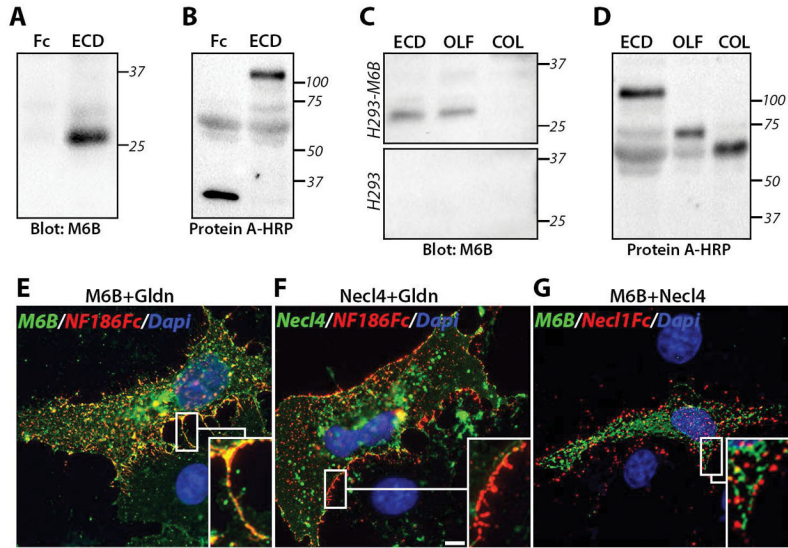 A
Fc ECD
37
25
Blot: M6B
B
Fc ECD
100
75
50
37
Protein A-HRP
C
ECD OLF COL
H293-M6B
37
25
H293
37
25
Blot: M6B
D
ECD OLF COL
100
75
50
37
Protein A-HRP
E M6B+Gldn
M6B/NF186Fc/Dapi
F Necl4+Gldn
Necl4/NF186Fc/Dapi
G M6B+Necl4
M6B/Necl1Fc/Dapi